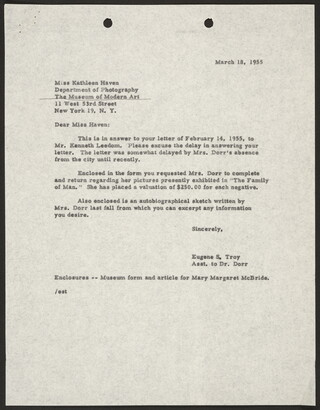 March 18, 1955
Miss Kathleen Haven
Department of Photography
The Museum of Modern Art
11 West 53rd Street
New York 19, N. Y.
Dear Miss Haven:
This is in answer to your letter of February 14, 1955, to
Mr. Kenneth Leedom. Please excuse the delay in answering your
letter. The letter was somewhat delayed by Mrs. Dorr's absence
from the city until recently.
Enclosed in the form you requested Mrs. Dorr to complete
and return regarding her pictures presently exhibited in "The Family
of Man." She has placed a valuation of $250.00 for each negative.
Also enclosed is an autobiographical sketch written by
Mrs. Dorr last fall from which you can excerpt any information
you desire.
Sincerely,
Eugene S. Troy
Asst. to Dr. Dorr
Enclosures -- Museum form and article for Mary Margaret McBride.
/est